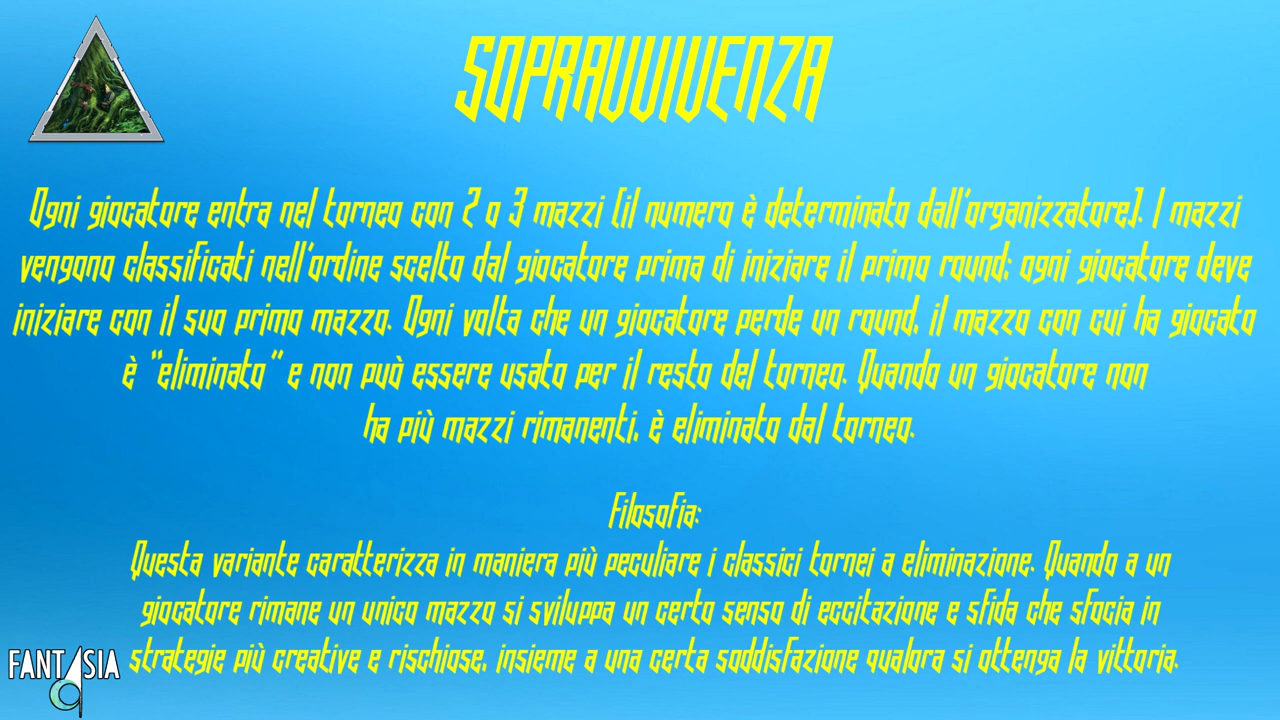 SOPRAVVIVENZA
Ogni giocatore entra nel torneo con 2 o 3 mazzi (il numero è determinato dall'organizzatore). I mazzi
vengono classificati nell'ordine scelto dal giocatore prima di iniziare il primo round; ogni giocatore deve
iniziare con il suo primo mazzo. Ogni volta che un giocatore perde un round, il mazzo con cui ha giocato
è "eliminato" e non può essere usato per il resto del torneo. Quando un giocatore non
ha più mazzi rimanenti, è eliminato dal torneo.
Filosofia:
Questa variante caratterizza in maniera più peculiare i classici tornei a eliminazione. Quando a un
giocatore rimane un unico mazzo si sviluppa un certo senso di eccitazione e sfida che sfocia in
strategie più creative e rischiose, insieme a una certa soddisfazione qualora si ottenga la vittoria.
FANTASIA